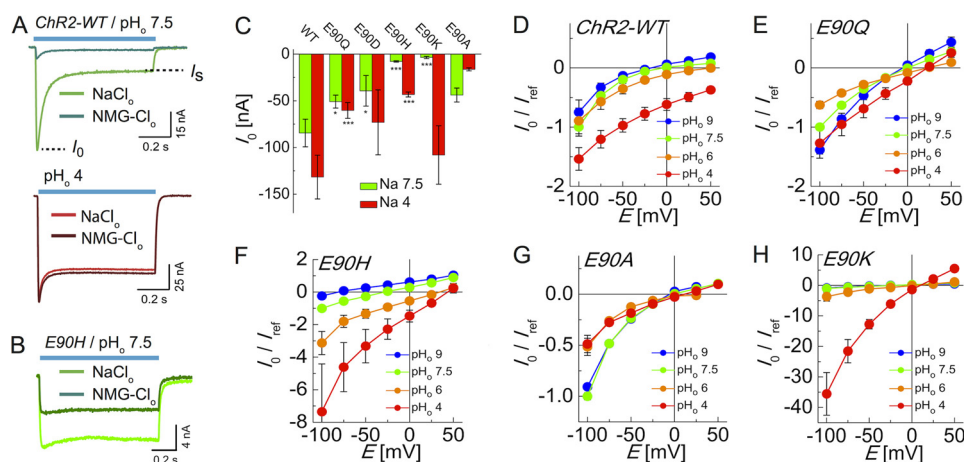 A
ChR2-WT / pHo 7.5
Is
NaClo
NMG-Clo
15 nA
0.2 s
I0
pHo 4
NaClo
NMG-Clo
25 nA
0.2 s
B
E90H / pHo 7.5
NaClo
NMG-Clo
4 nA
0.2 s
C
WT
E90Q
E90D
E90H
E90K
E90A
0
-50
-100
-150
I0 [nA]
*
***
*
***
***
***
Na 7.5
Na 4
D
ChR2-WT
1
0
-1
-2
I0 / Iref
pHo 9
pHo 7.5
pHo 6
pHo 4
-100 -50 0 50
E [mV]
E
E90Q
1
0
-1
-2
I0 / Iref
pHo 9
pHo 7.5
pHo 6
pHo 4
-100 -50 0 50
E [mV]
F
E90H
2
0
-2
-4
-6
-8
I0 / Iref
pHo 9
pHo 7.5
pHo 6
pHo 4
-100 -50 0 50
E [mV]
G
E90A
0.0
-0.5
-1.0
I0 / Iref
pHo 9
pHo 7.5
pHo 6
pHo 4
-100 -50 0 50
E [mV]
H
E90K
10
0
-10
-20
-30
-40
I0 / Iref
pHo 9
pHo 7.5
pHo 6
pHo 4
-100 -50 0 50
E [mV]